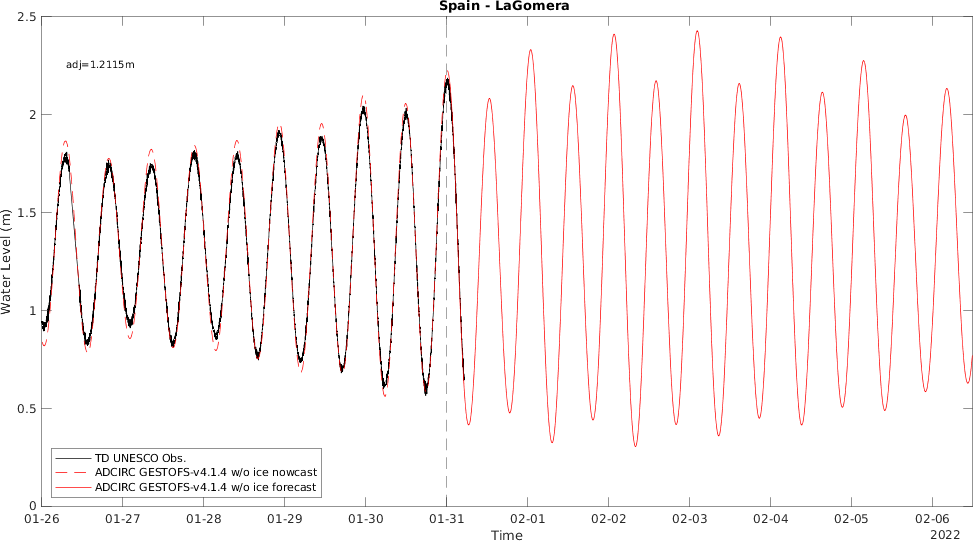 Spain - LaGomera
2.5
adj=1.2115m
2
1.5
Water Level (m)
1
0.5
TD UNESCO Obs.
ADCIRC GESTOFS-v4.1.4 w/o ice nowcast
ADCIRC GESTOFS-v4.1.4 w/o ice forecast
0
01-26 01-27 01-28 01-29 01-30 01-31 02-01 02-02 02-03 02-04 02-05 02-06
Time 2022